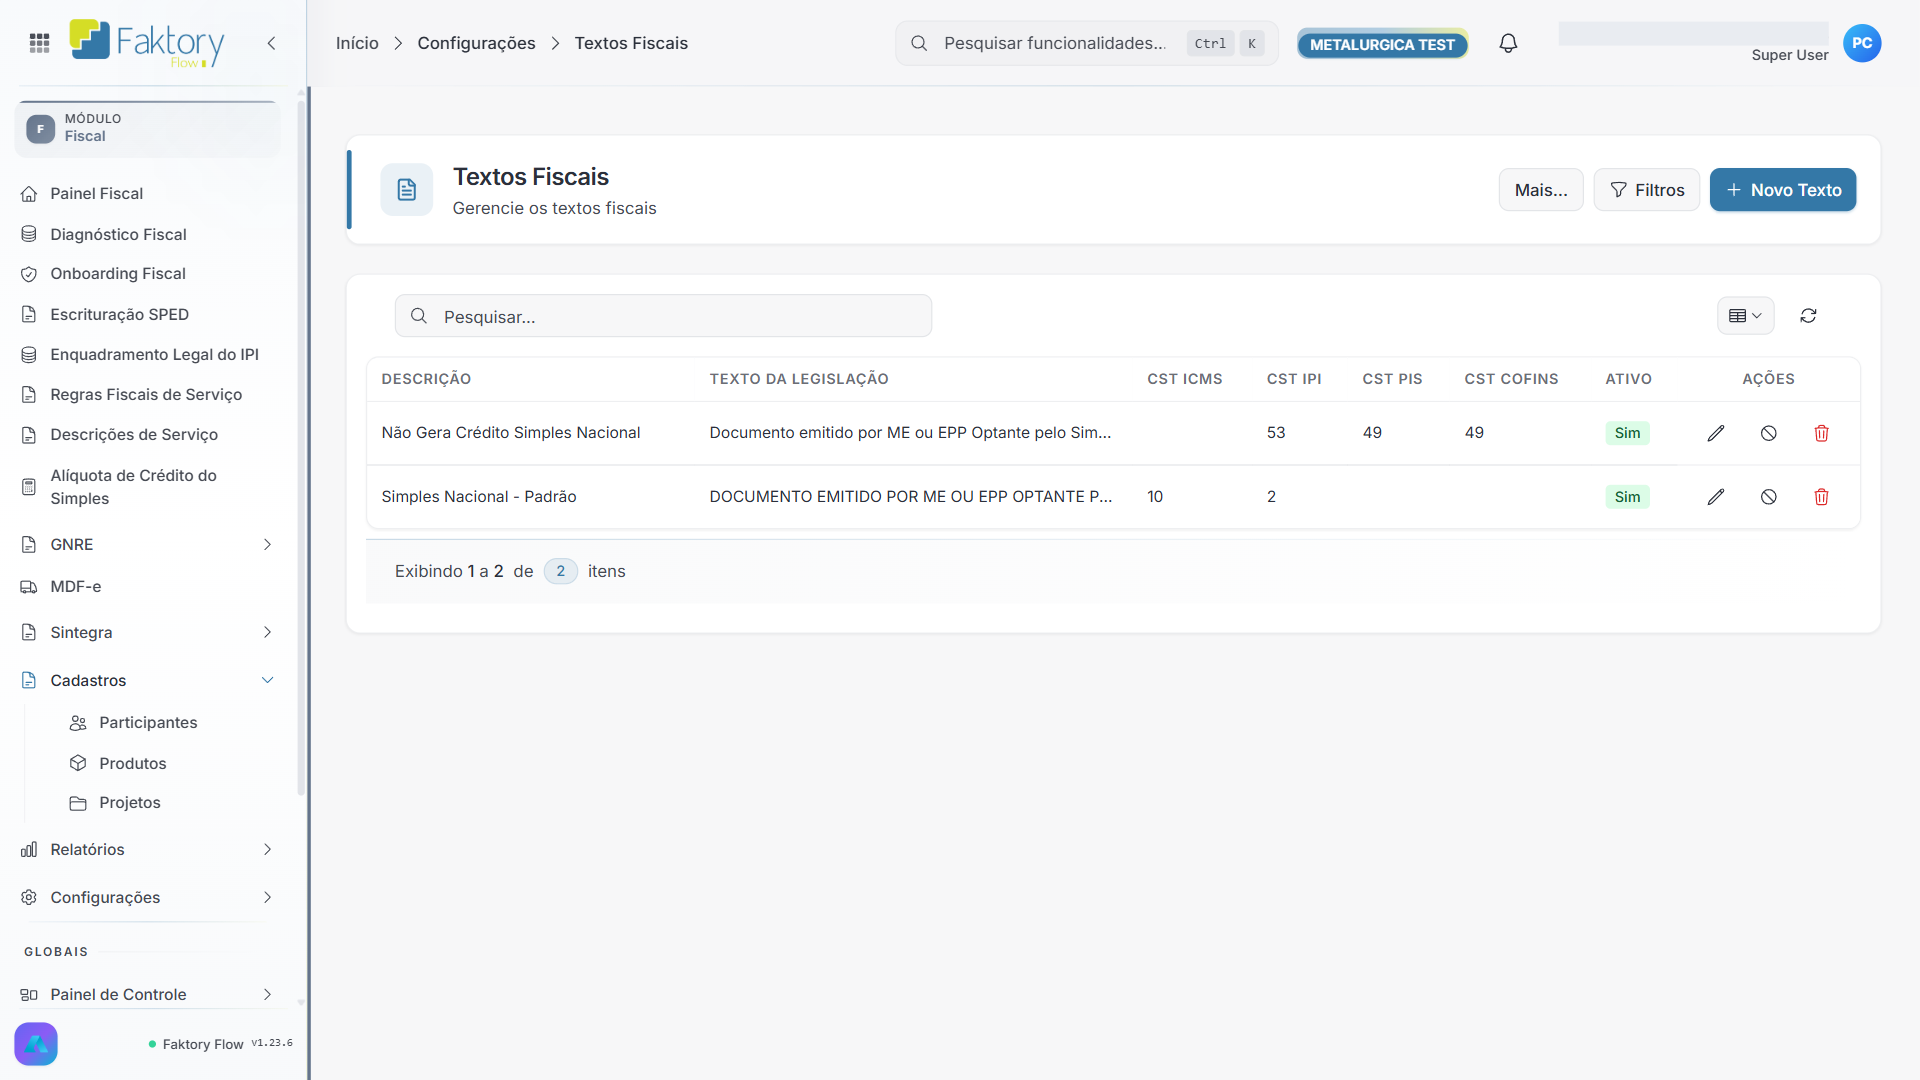 Faktory
Flow
Início > Configurações > Textos Fiscais
Pesquisar funcionalidades... Ctrl K
METALURGICA TEST
Super User
PC
F
MÓDULO
Fiscal
Painel Fiscal
Diagnóstico Fiscal
Onboarding Fiscal
Escrituração SPED
Enquadramento Legal do IPI
Regras Fiscais de Serviço
Descrições de Serviço
Alíquota de Crédito do
Simples
GNRE
MDF-e
Sintegra
Cadastros
Participantes
Produtos
Projetos
Relatórios
Configurações
GLOBAIS
Painel de Controle
Faktory Flow v1.23.6
Textos Fiscais
Gerencie os textos fiscais
Mais... Filtros + Novo Texto
Pesquisar...
DESCRIÇÃO TEXTO DA LEGISLAÇÃO CST ICMS CST IPI CST PIS CST COFINS ATIVO AÇÕES
Não Gera Crédito Simples Nacional Documento emitido por ME ou EPP Optante pelo Sim... 53 49 49 Sim
Simples Nacional - Padrão DOCUMENTO EMITIDO POR ME OU EPP OPTANTE P... 10 2 Sim
Exibindo 1 a 2 de 2 itens